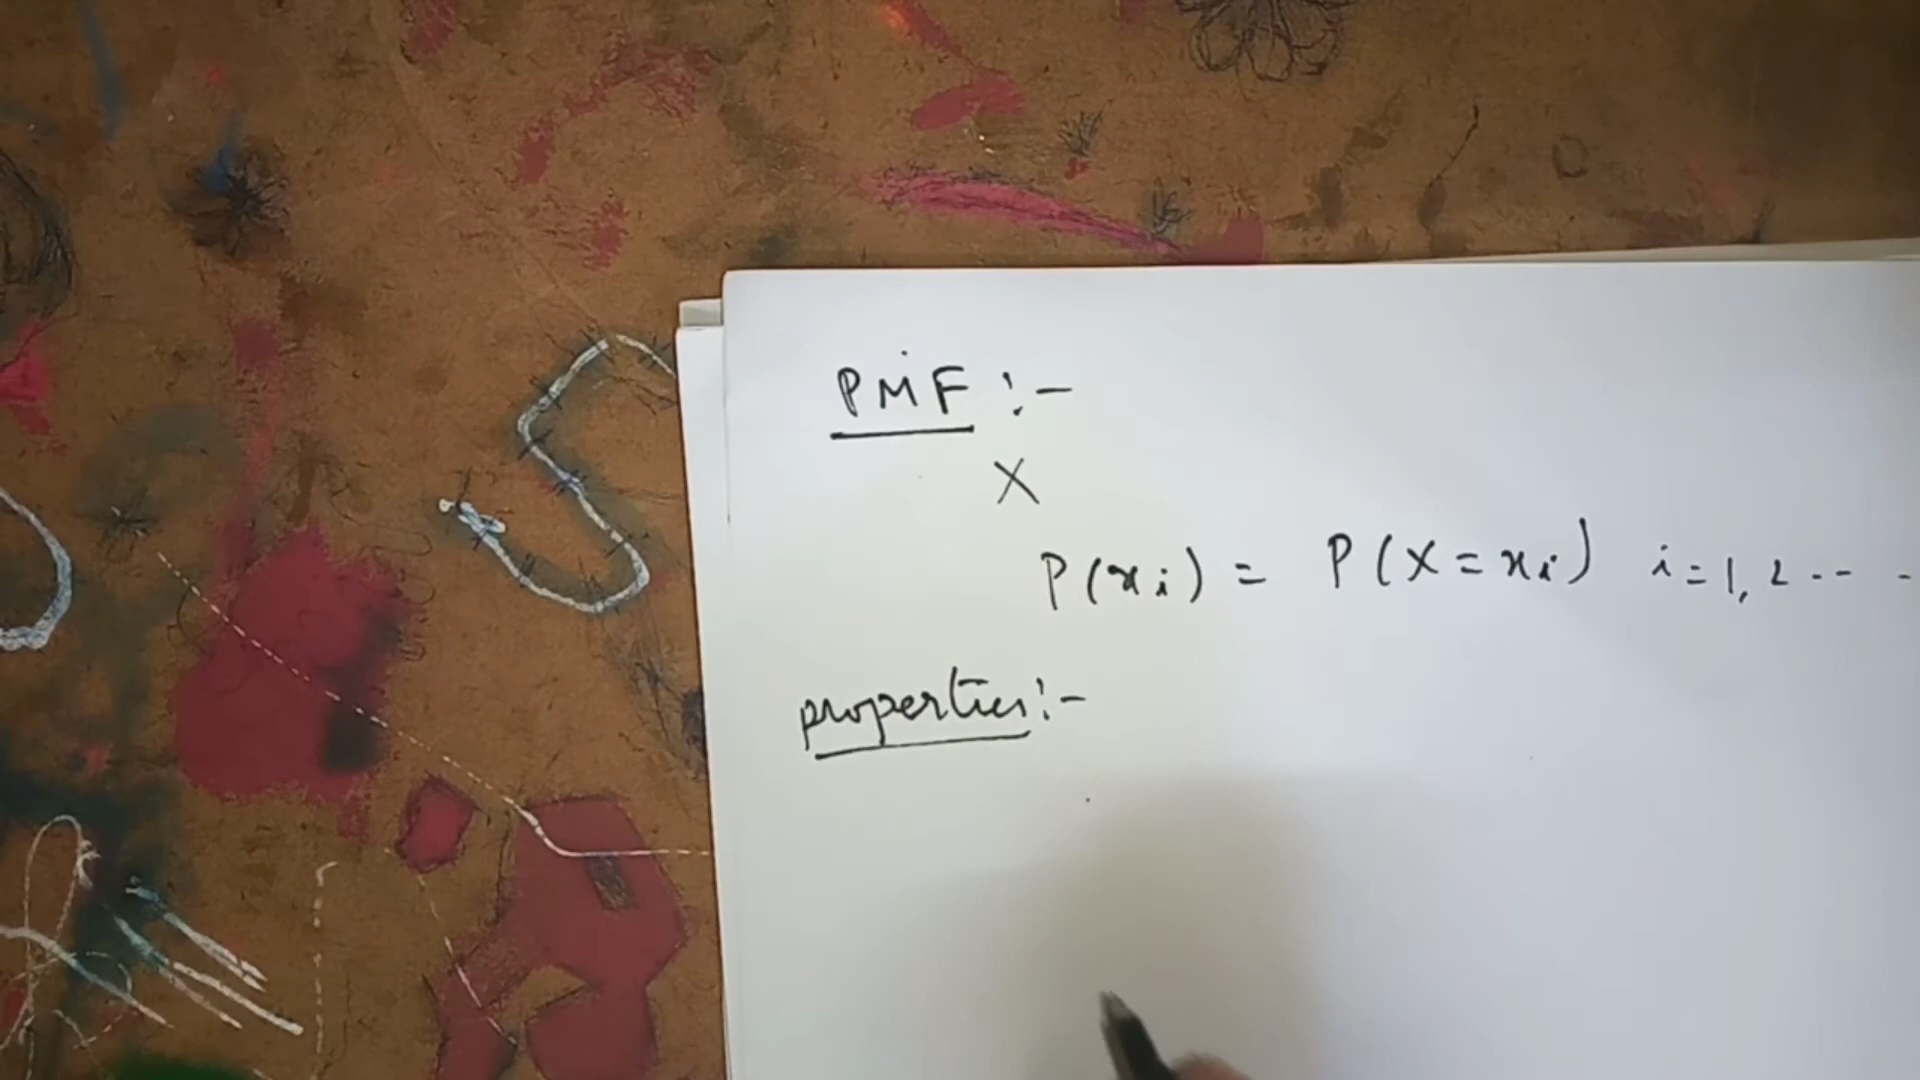 PMF :-
X
P(xi) = P(X = xi) i = 1, 2 -- -
properties :-